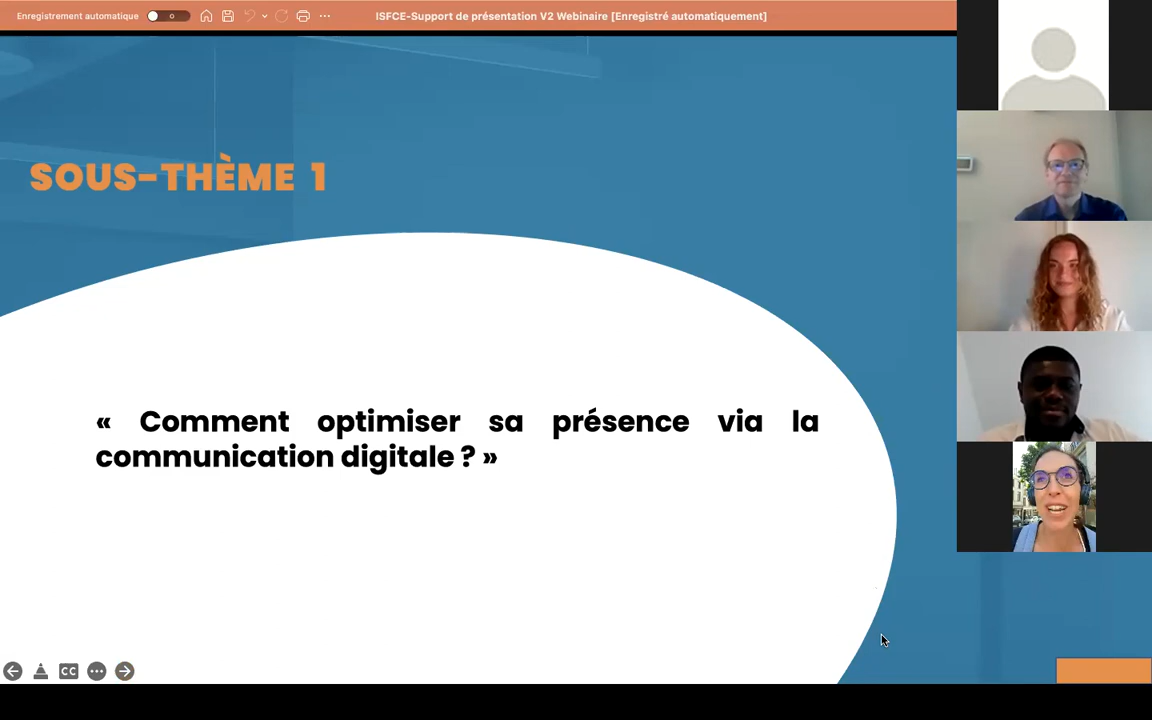 Enregistrement automatique
ISFCE-Support de présentation V2 Webinaire [Enregistré automatiquement]
SOUS-THÈME 1
« Comment optimiser sa présence via la
communication digitale ? »
CC